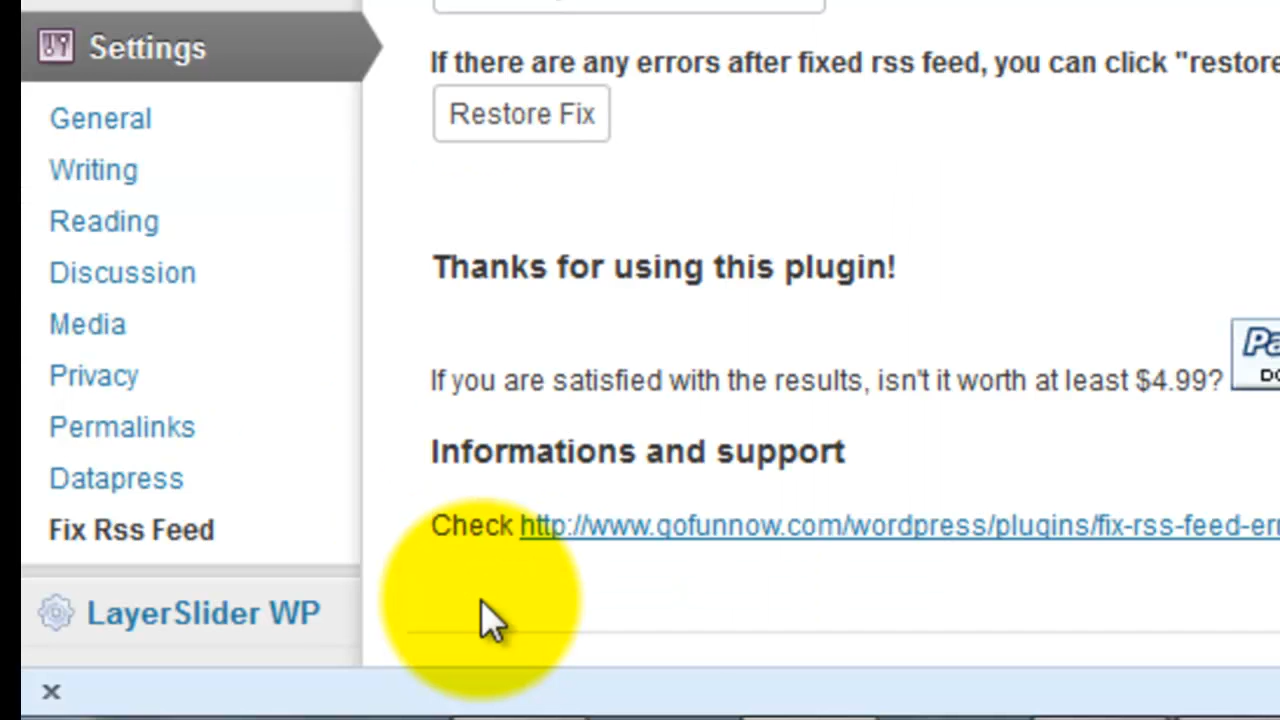 Settings
General
Writing
Reading
Discussion
Media
Privacy
Permalinks
Datapress
Fix Rss Feed
LayerSlider WP
If there are any errors after fixed rss feed, you can click "restore
Restore Fix
Thanks for using this plugin!
If you are satisfied with the results, isn't it worth at least $4.99?
Informations and support
Check http://www.gofunnow.com/wordpress/plugins/fix-rss-feed-err